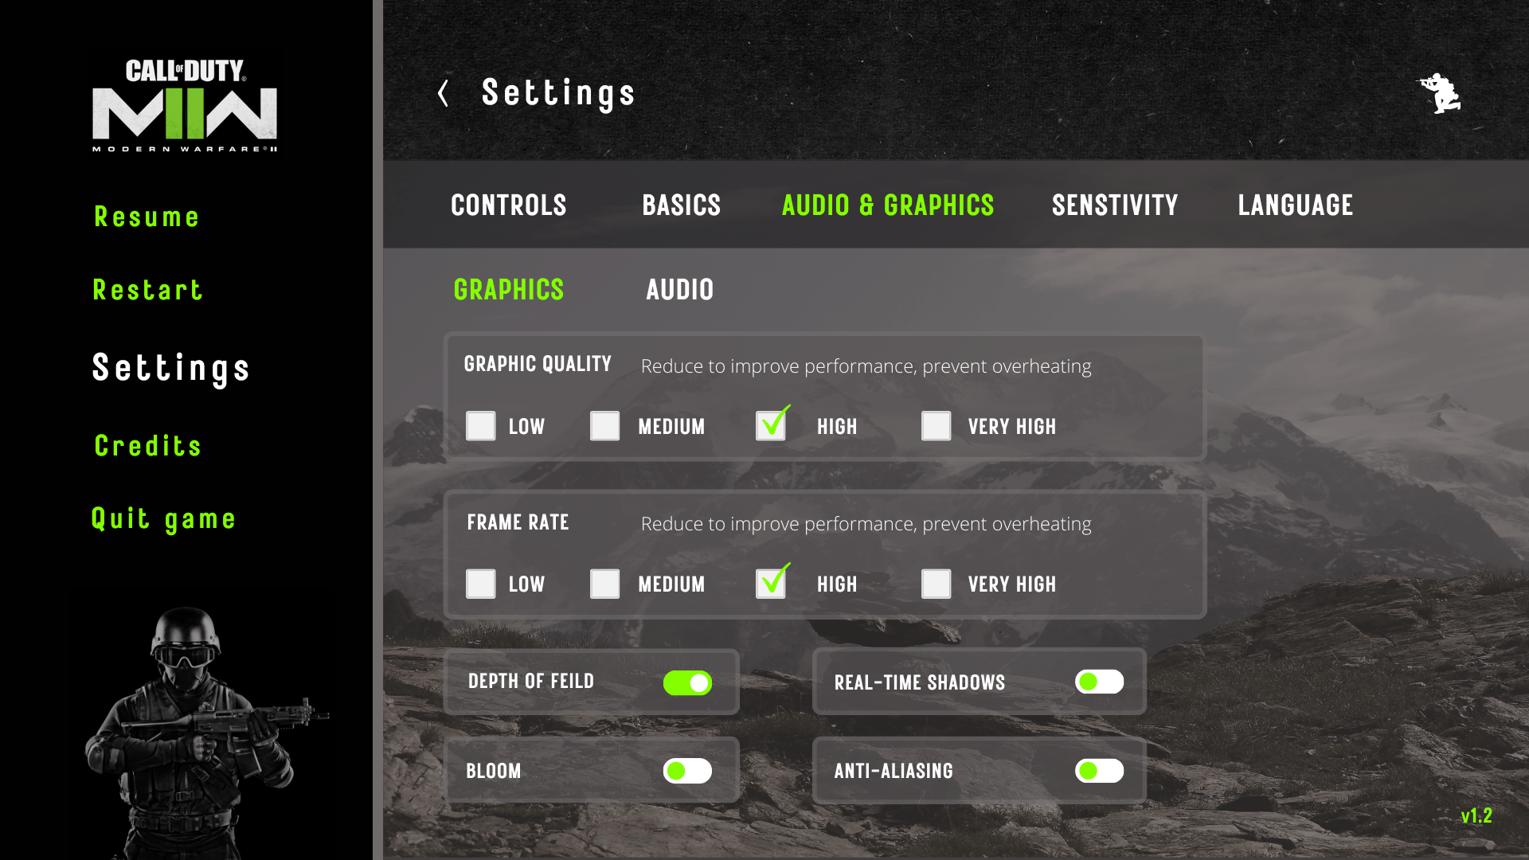 CALL OF DUTY®
MIIW
MODERN WARFARE®II
Resume
Restart
Settings
Credits
Quit game
Settings
CONTROLS BASICS AUDIO & GRAPHICS SENSTIVITY LANGUAGE
GRAPHICS AUDIO
GRAPHIC QUALITY Reduce to improve performance, prevent overheating
LOW MEDIUM HIGH VERY HIGH
FRAME RATE Reduce to improve performance, prevent overheating
LOW MEDIUM HIGH VERY HIGH
DEPTH OF FEILD REAL-TIME SHADOWS
BLOOM ANTI-ALIASING
v1.2